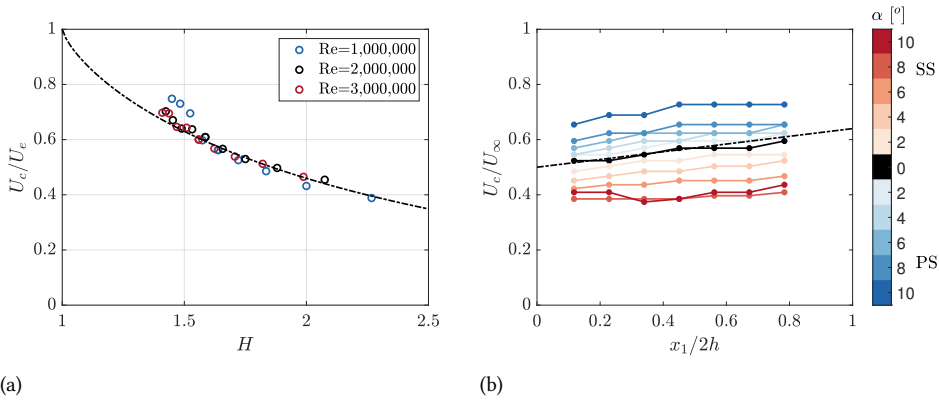 1
0.8
0.6
0.4
0.2
0
U_c/U_e
1
1.5
2
2.5
H
Re=1,000,000
Re=2,000,000
Re=3,000,000
(a)
1
0.8
0.6
0.4
0.2
0
U_c/U_∞
0
0.2
0.4
0.6
0.8
1
x_1/2h
(b)
α [°]
10
8
SS
6
4
2
0
2
4
6
8
PS
10